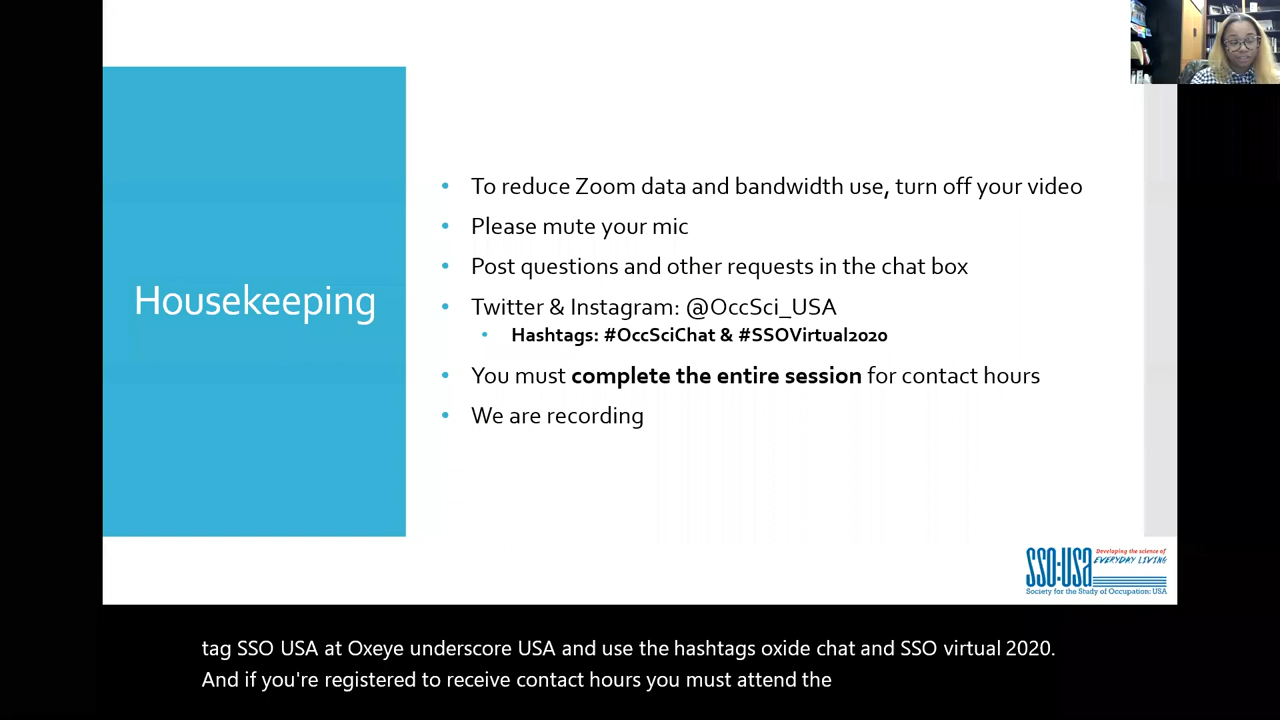 Housekeeping
To reduce Zoom data and bandwidth use, turn off your video
Please mute your mic
Post questions and other requests in the chat box
Twitter & Instagram: @OccSci_USA
Hashtags: #OccSciChat & #SSOVirtual2020
You must complete the entire session for contact hours
We are recording
SSO:USA
Developing the science of
EVERYDAY LIVING
Society for the Study of Occupation: USA
tag SSO USA at Oxeye underscore USA and use the hashtags oxide chat and SSO virtual 2020.
And if you're registered to receive contact hours you must attend the